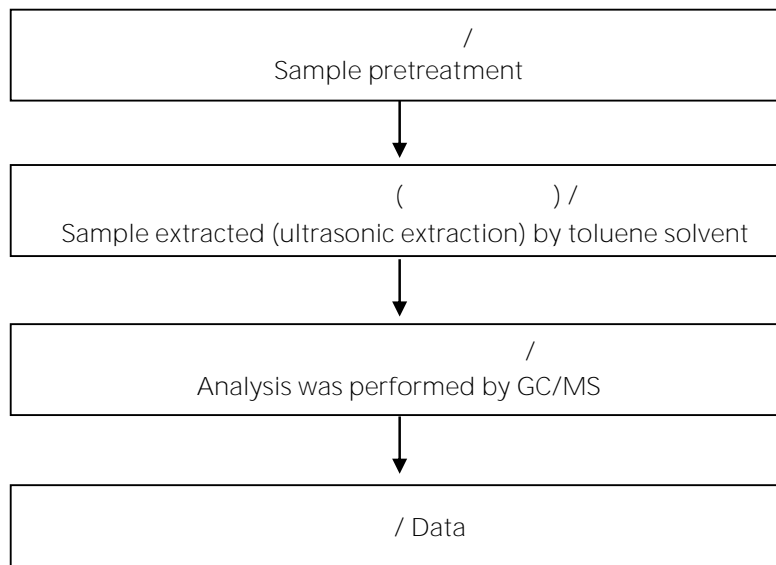 /
Sample pretreatment
( ) /
Sample extracted (ultrasonic extraction) by toluene solvent
/
Analysis was performed by GC/MS
/ Data